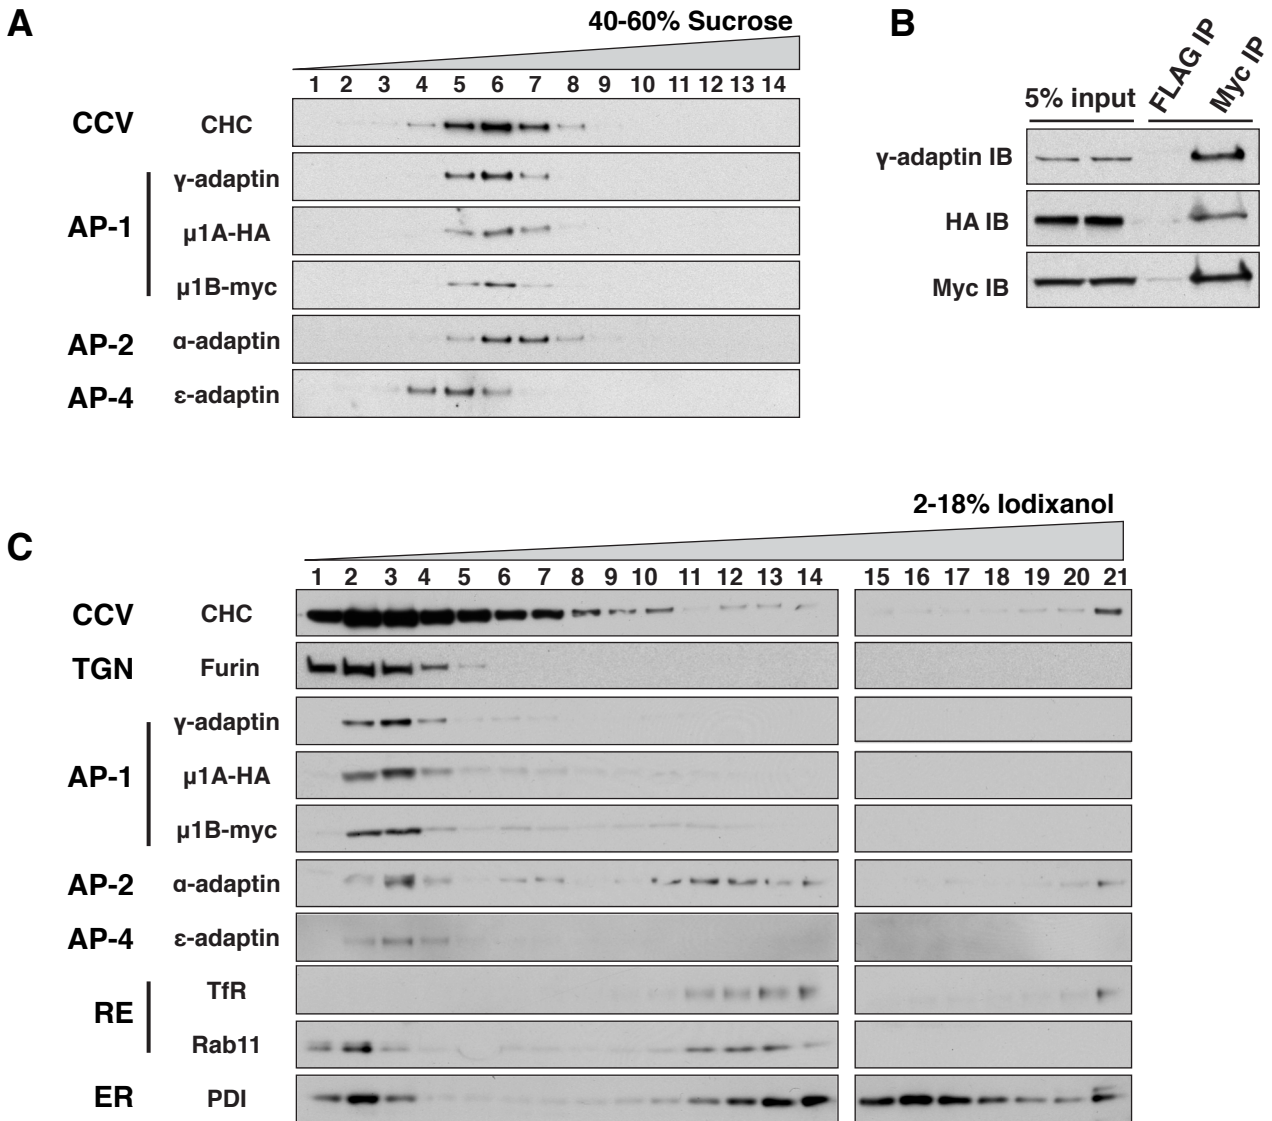 A
40-60% Sucrose
1 2 3 4 5 6 7 8 9 10 11 12 13 14
CCV CHC
AP-1
γ-adaptin
μ1A-HA
μ1B-myc
AP-2 α-adaptin
AP-4 ε-adaptin
B
5% input FLAG IP Myc IP
γ-adaptin IB
HA IB
Myc IB
C
2-18% Iodixanol
1 2 3 4 5 6 7 8 9 10 11 12 13 14 15 16 17 18 19 20 21
CCV CHC
TGN Furin
AP-1
γ-adaptin
μ1A-HA
μ1B-myc
AP-2 α-adaptin
AP-4 ε-adaptin
RE
TfR
Rab11
ER PDI